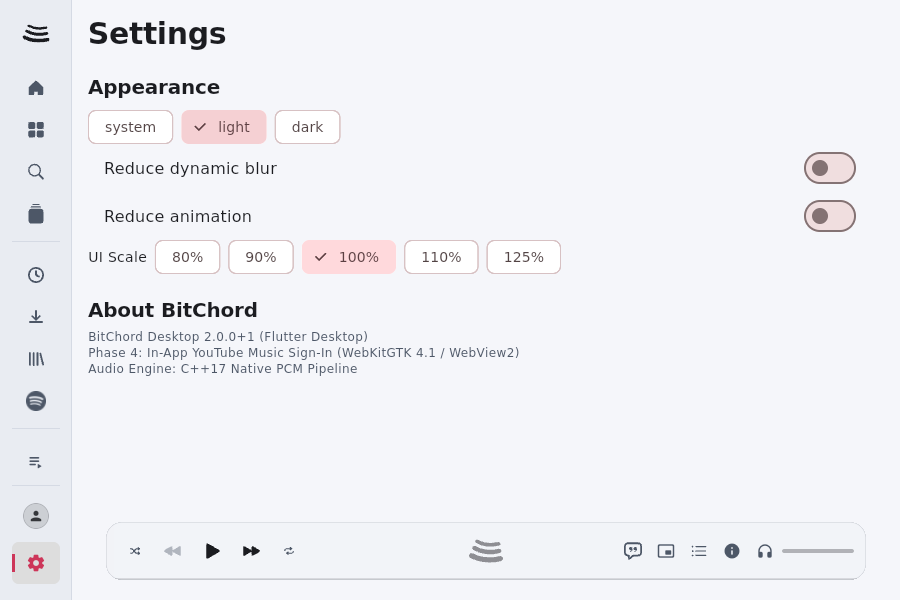 Settings
Appearance
system light dark
Reduce dynamic blur
Reduce animation
UI Scale 80% 90% 100% 110% 125%
About BitChord
BitChord Desktop 2.0.0+1 (Flutter Desktop)
Phase 4: In-App YouTube Music Sign-In (WebKitGTK 4.1 / WebView2)
Audio Engine: C++17 Native PCM Pipeline